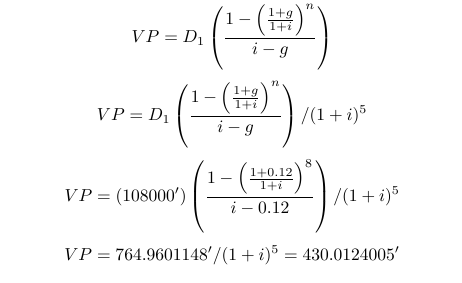 VP = D_1 \left( \frac{1 - \left( \frac{1+g}{1+i} \right)^n}{i - g} \right)
VP = D_1 \left( \frac{1 - \left( \frac{1+g}{1+i} \right)^n}{i - g} \right) / (1 + i)^5
VP = (108000') \left( \frac{1 - \left( \frac{1+0.12}{1+i} \right)^8}{i - 0.12} \right) / (1 + i)^5
VP = 764.9601148' / (1 + i)^5 = 430.0124005'